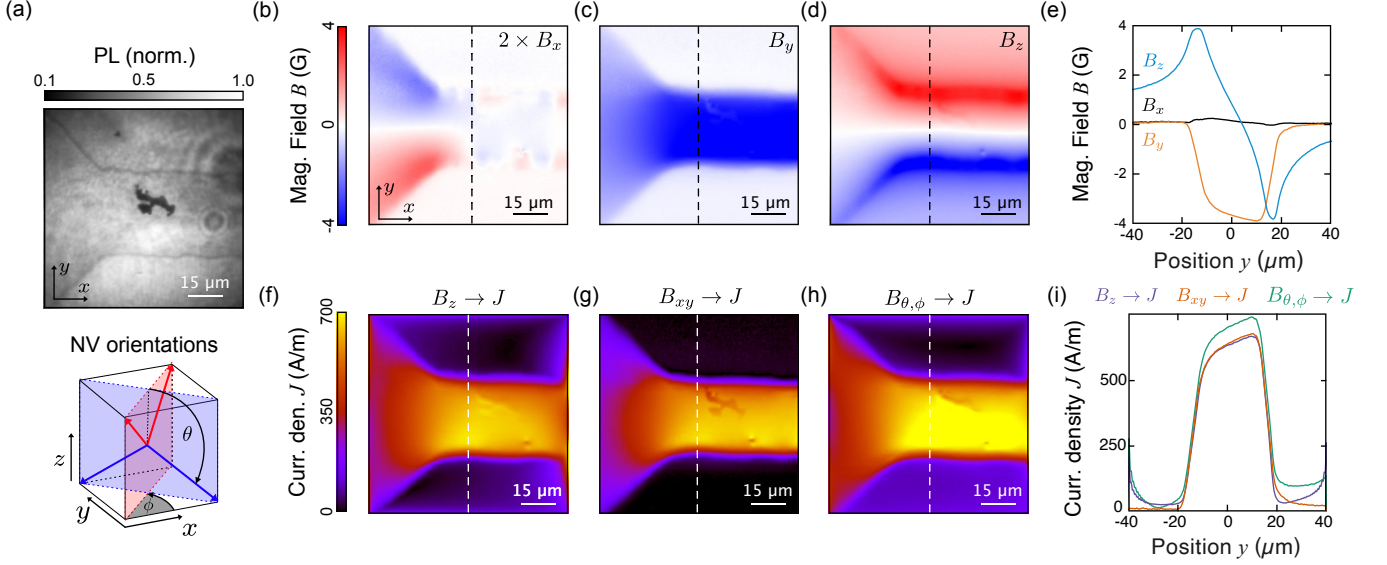 (a)
PL (norm.)
0.1 0.5 1.0
y
x
15 µm
NV orientations
z
θ
y
ϕ
x
(b)
Mag. Field B (G)
4
0
-4
2 × Bx
y
x
15 µm
(c)
By
15 µm
(d)
Bz
15 µm
(e)
Mag. Field B (G)
4
2
0
-2
-4
Bz
Bx
By
-40 -20 0 20 40
Position y (µm)
(f)
Bz → J
Curr. den. J (A/m)
700
350
0
15 µm
(g)
Bxy → J
15 µm
(h)
Bθ,ϕ → J
15 µm
(i)
Bz → J Bxy → J Bθ,ϕ → J
Curr. density J (A/m)
500
250
0
-40 -20 0 20 40
Position y (µm)